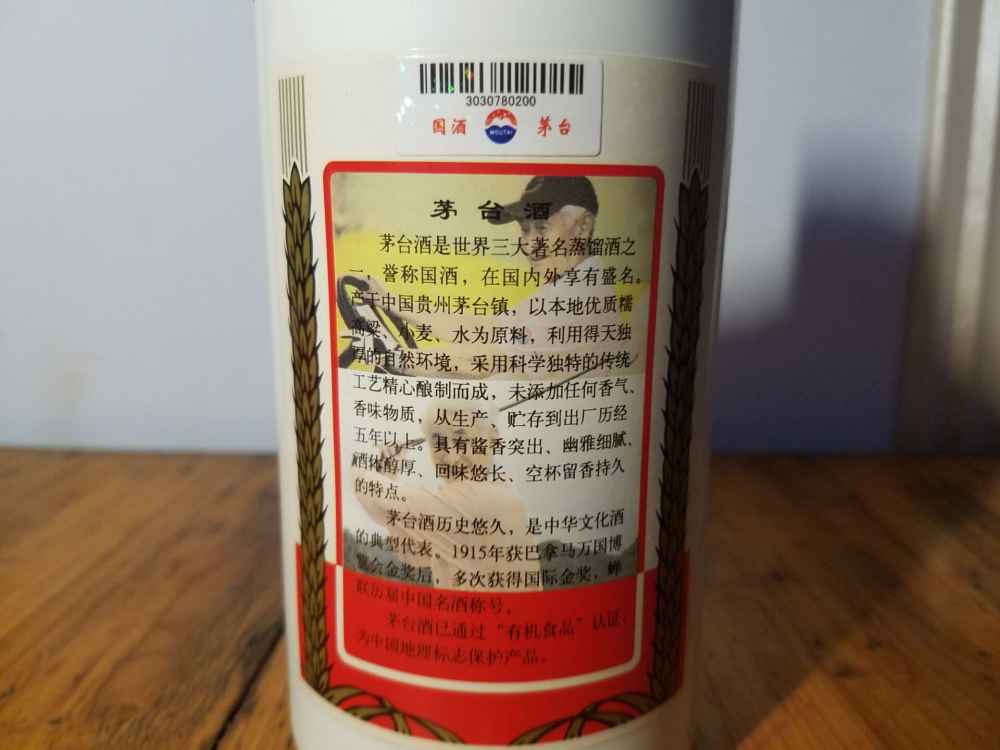 3030780200
国酒 MOUTAI 茅台
茅台酒
茅台酒是世界三大著名蒸馏酒之
一，誉称国酒，在国内外享有盛名。
产于中国贵州茅台镇，以本地优质糯
高粱、小麦、水为原料，利用得天独
厚的自然环境，采用科学独特的传统
工艺精心酿制而成，未添加任何香气、
香味物质，从生产、贮存到出厂历经
五年以上。具有酱香突出、幽雅细腻、
酒体醇厚、回味悠长、空杯留香持久
的特点。
茅台酒历史悠久，是中华文化酒
的典型代表。1915年获巴拿马万国博
览会金奖后，多次获得国际金奖，蝉
联历届中国名酒称号。
茅台酒已通过“有机食品”认证，
为中国地理标志保护产品。